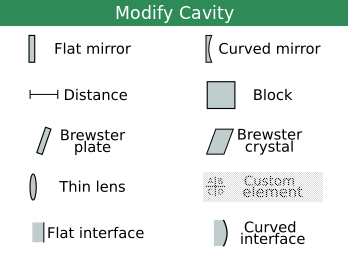 Modify Cavity
Flat mirror
Curved mirror
Distance
Block
Brewster
plate
Brewster
crystal
Thin lens
A|B
C|D
Custom
element
Flat interface
Curved
interface